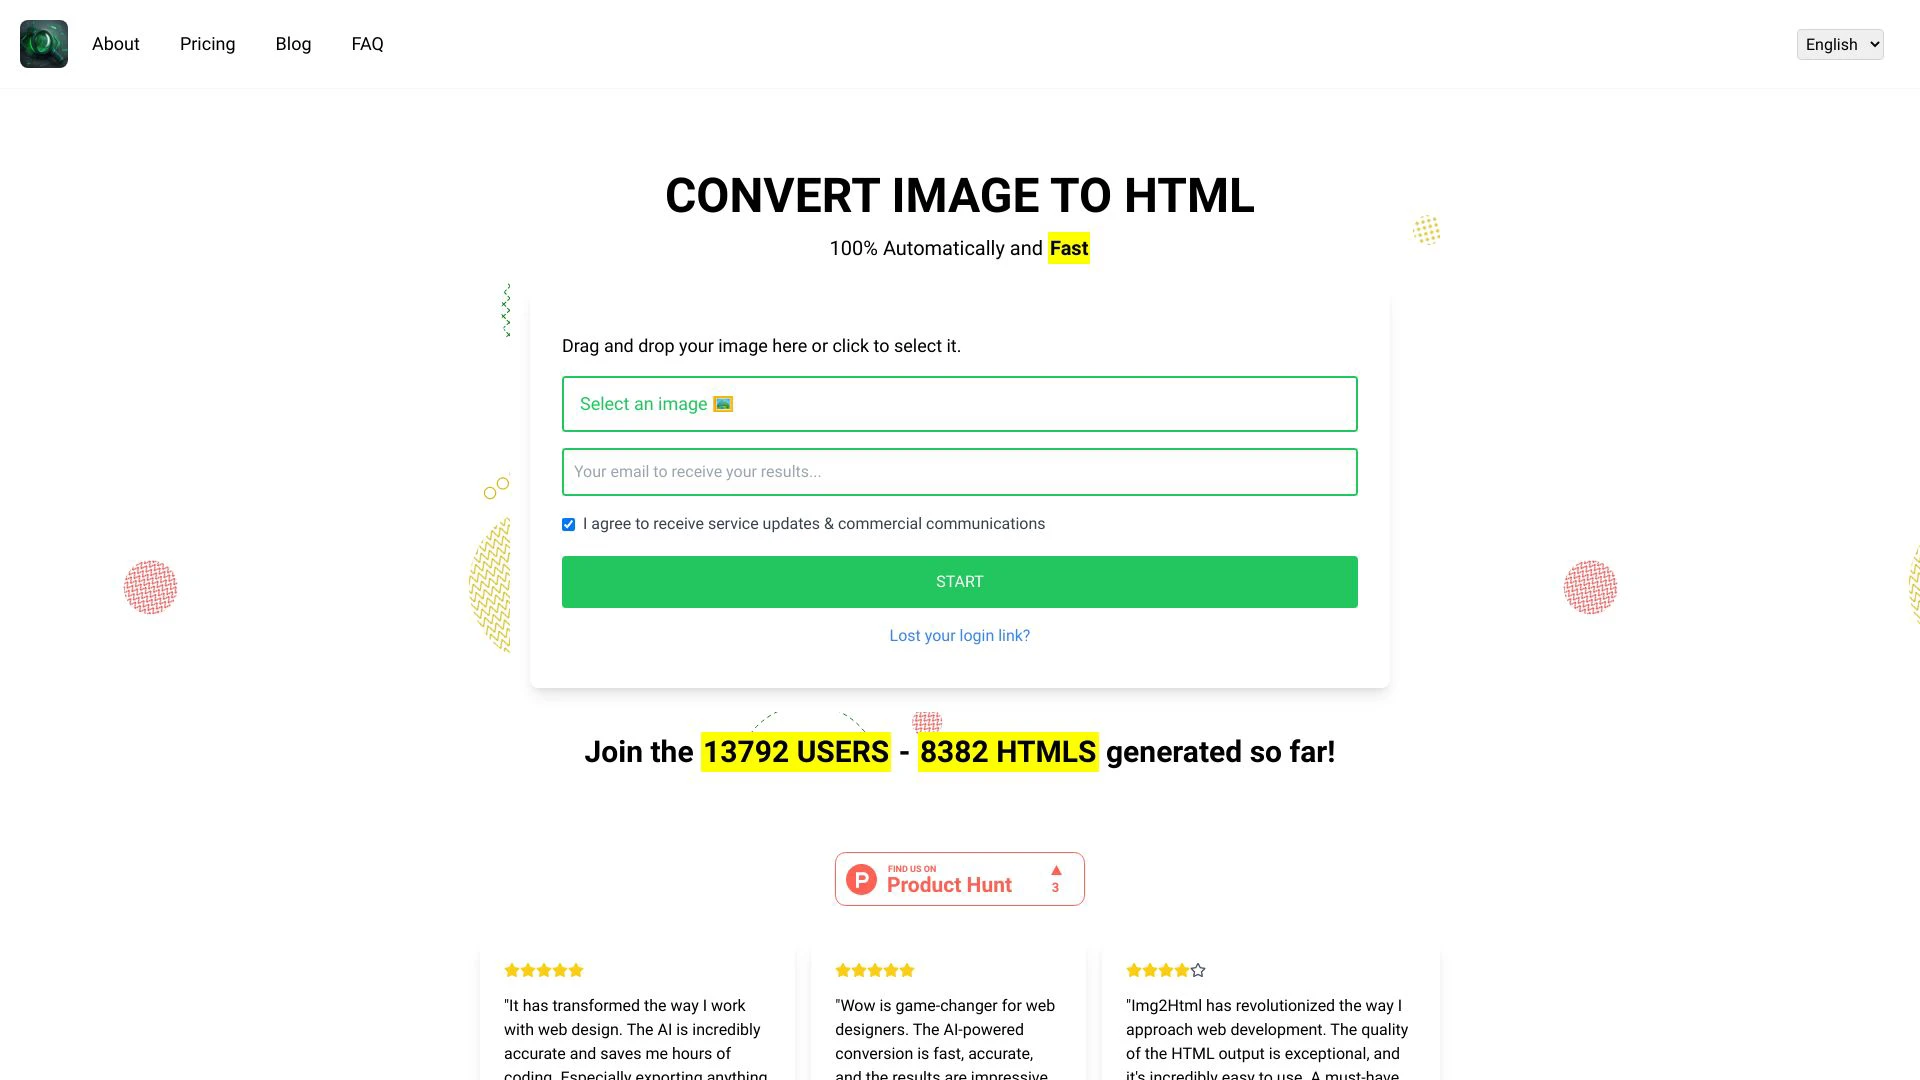 About
Pricing
Blog
FAQ
English
CONVERT IMAGE TO HTML
100% Automatically and Fast
Drag and drop your image here or click to select it.
Select an image
Your email to receive your results...
I agree to receive service updates & commercial communications
START
Lost your login link?
Join the 13792 USERS - 8382 HTMLS generated so far!
P
FIND US ON
Product Hunt
3
"It has transformed the way I work
with web design. The AI is incredibly
accurate and saves me hours of
coding. Especially exporting anything
"Wow is game-changer for web
designers. The AI-powered
conversion is fast, accurate,
and the results are impressive.
"Img2Html has revolutionized the way I
approach web development. The quality
of the HTML output is exceptional, and
it's incredibly easy to use. A must-have